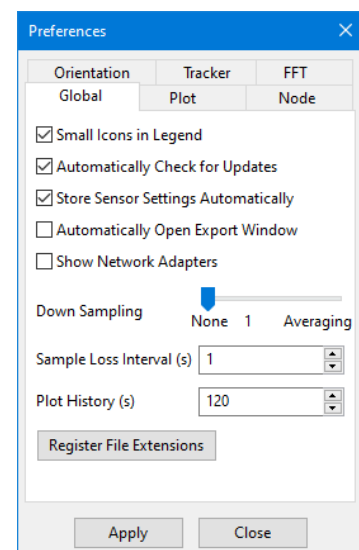 Preferences
Orientation Tracker FFT
Global Plot Node
Small Icons in Legend
Automatically Check for Updates
Store Sensor Settings Automatically
Automatically Open Export Window
Show Network Adapters
Down Sampling
None 1 Averaging
Sample Loss Interval (s) 1
Plot History (s) 120
Register File Extensions
Apply Close